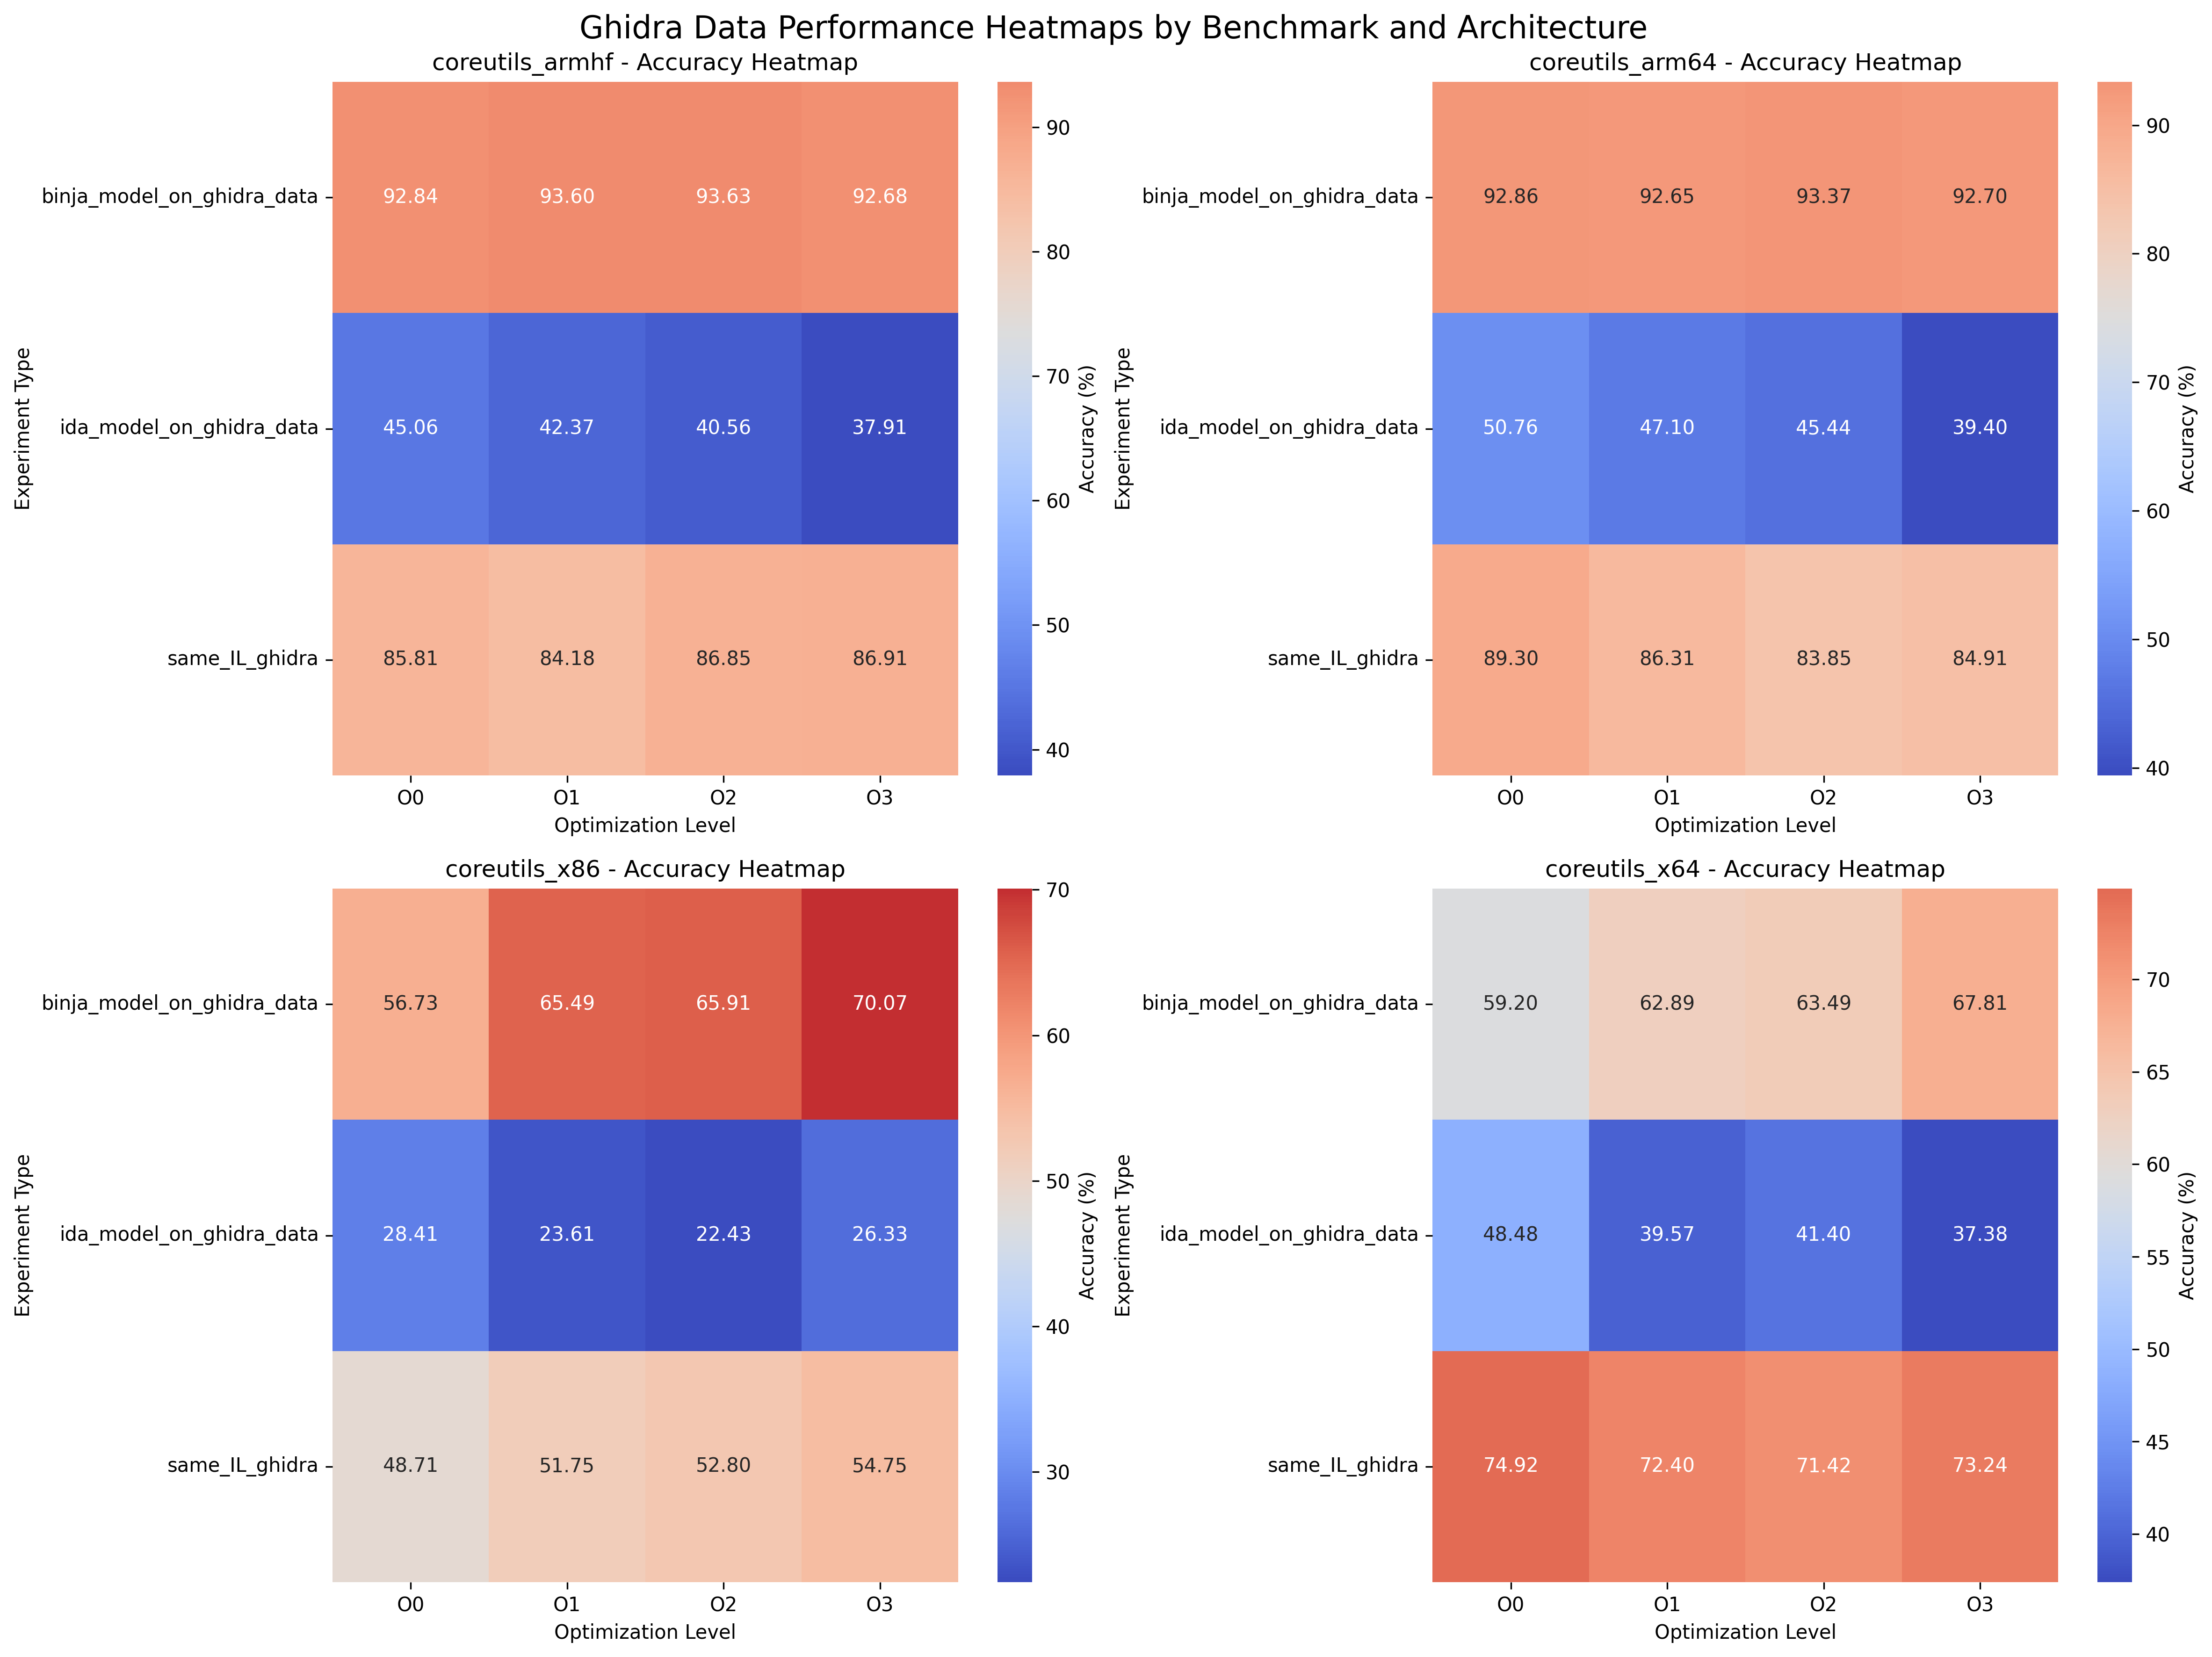 Ghidra Data Performance Heatmaps by Benchmark and Architecture
coreutils_armhf - Accuracy Heatmap
Experiment Type
binja_model_on_ghidra_data
92.84 93.60 93.63 92.68
ida_model_on_ghidra_data
45.06 42.37 40.56 37.91
same_IL_ghidra
85.81 84.18 86.85 86.91
O0 O1 O2 O3
Optimization Level
90
80
70
60
50
40
Accuracy (%)
coreutils_arm64 - Accuracy Heatmap
Experiment Type
binja_model_on_ghidra_data
92.86 92.65 93.37 92.70
ida_model_on_ghidra_data
50.76 47.10 45.44 39.40
same_IL_ghidra
89.30 86.31 83.85 84.91
O0 O1 O2 O3
Optimization Level
90
80
70
60
50
40
Accuracy (%)
coreutils_x86 - Accuracy Heatmap
Experiment Type
binja_model_on_ghidra_data
56.73 65.49 65.91 70.07
ida_model_on_ghidra_data
28.41 23.61 22.43 26.33
same_IL_ghidra
48.71 51.75 52.80 54.75
O0 O1 O2 O3
Optimization Level
70
60
50
40
30
Accuracy (%)
coreutils_x64 - Accuracy Heatmap
Experiment Type
binja_model_on_ghidra_data
59.20 62.89 63.49 67.81
ida_model_on_ghidra_data
48.48 39.57 41.40 37.38
same_IL_ghidra
74.92 72.40 71.42 73.24
O0 O1 O2 O3
Optimization Level
70
65
60
55
50
45
40
Accuracy (%)